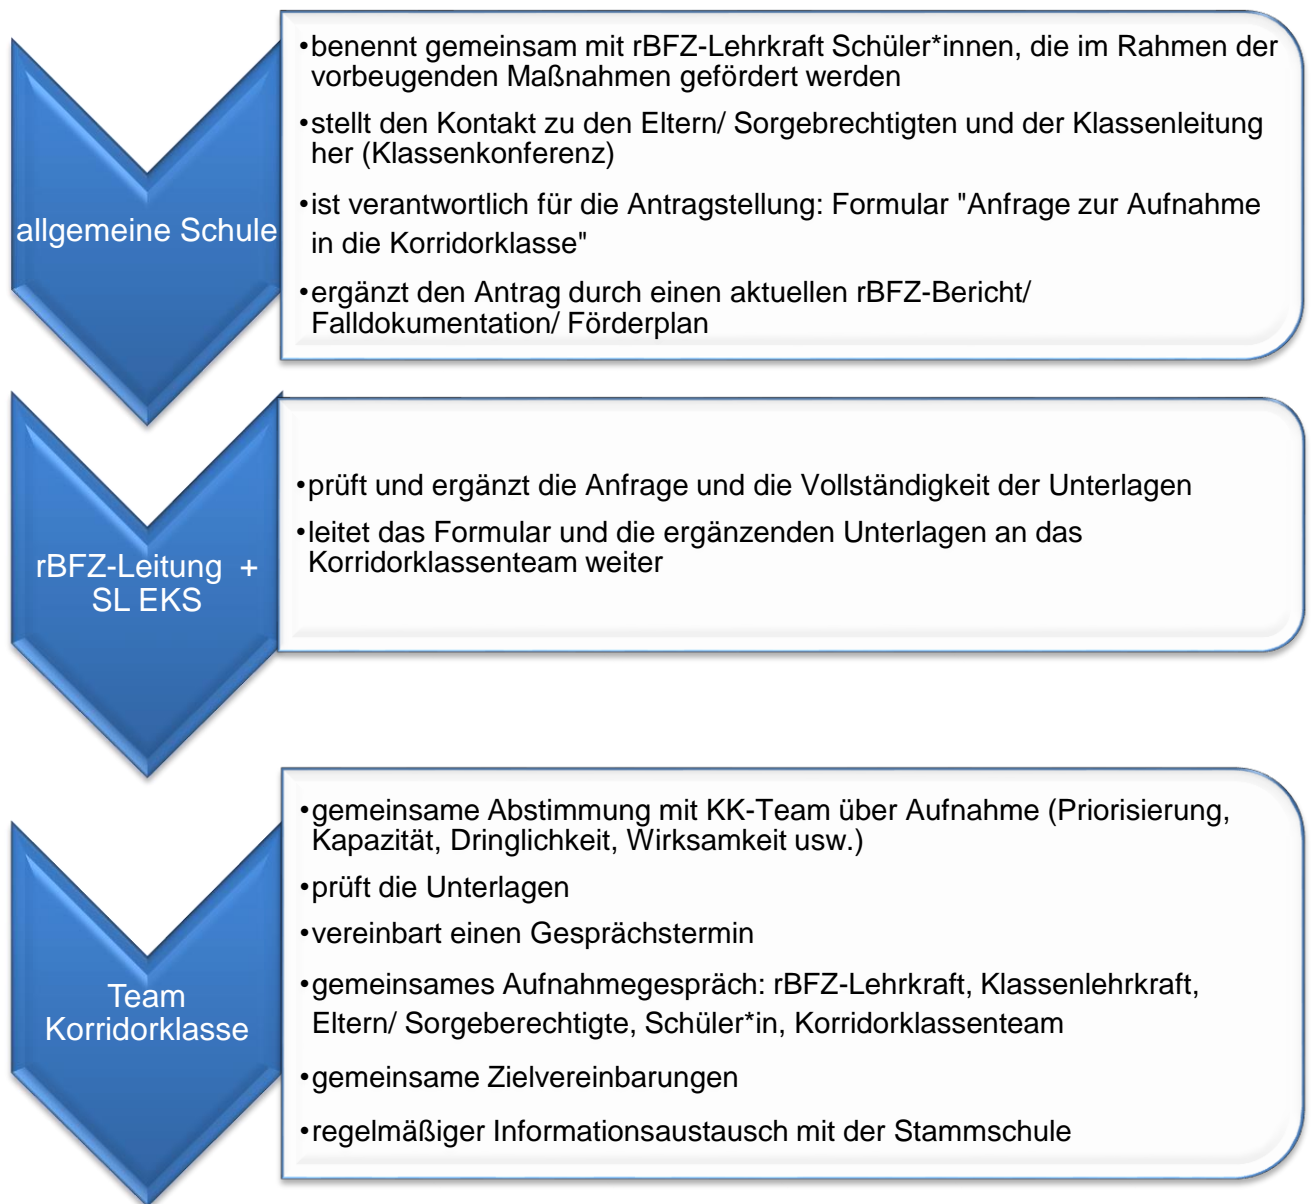 allgemeine Schule
•benennt gemeinsam mit rBFZ-Lehrkraft Schüler*innen, die im Rahmen der
vorbeugenden Maßnahmen gefördert werden
•stellt den Kontakt zu den Eltern/ Sorgebrechtigten und der Klassenleitung
her (Klassenkonferenz)
•ist verantwortlich für die Antragstellung: Formular "Anfrage zur Aufnahme
in die Korridorklasse"
•ergänzt den Antrag durch einen aktuellen rBFZ-Bericht/
Falldokumentation/ Förderplan
rBFZ-Leitung +
SL EKS
•prüft und ergänzt die Anfrage und die Vollständigkeit der Unterlagen
•leitet das Formular und die ergänzenden Unterlagen an das
Korridorklassenteam weiter
Team
Korridorklasse
•gemeinsame Abstimmung mit KK-Team über Aufnahme (Priorisierung,
Kapazität, Dringlichkeit, Wirksamkeit usw.)
•prüft die Unterlagen
•vereinbart einen Gesprächstermin
•gemeinsames Aufnahmegespräch: rBFZ-Lehrkraft, Klassenlehrkraft,
Eltern/ Sorgeberechtigte, Schüler*in, Korridorklassenteam
•gemeinsame Zielvereinbarungen
•regelmäßiger Informationsaustausch mit der Stammschule